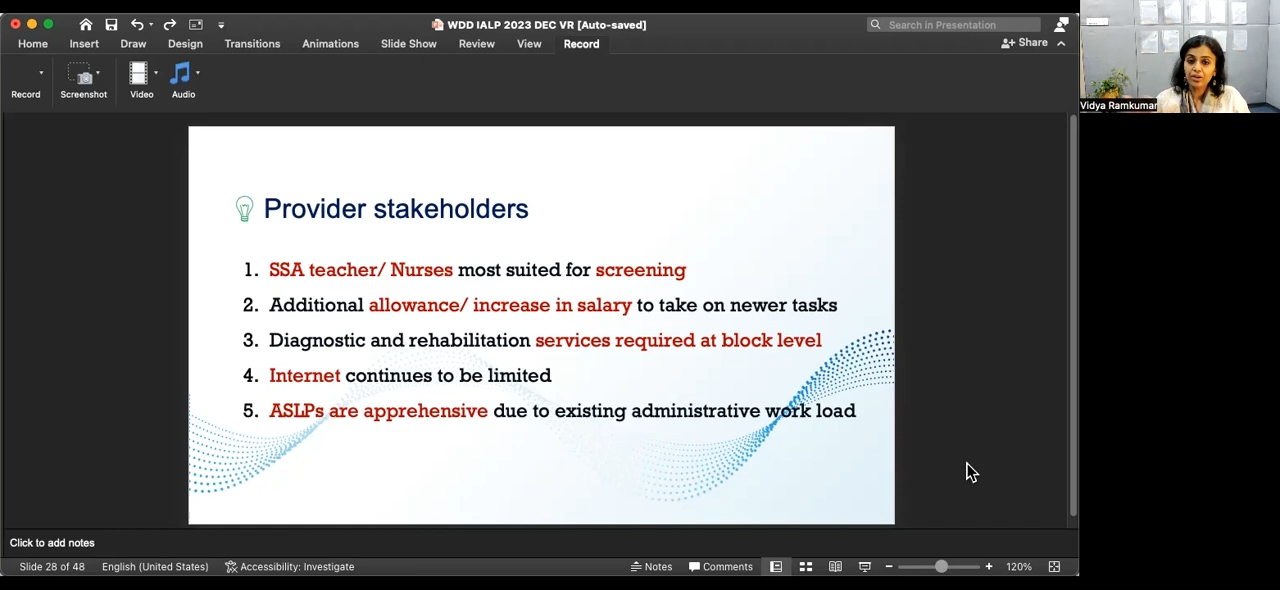 WDD IALP 2023 DEC VR [Auto-saved]
Search in Presentation
Home Insert Draw Design Transitions Animations Slide Show Review View Record
Share
Record Screenshot Video Audio
Vidya Ramkumar
Provider stakeholders
1. SSA teacher/ Nurses most suited for screening
2. Additional allowance/ increase in salary to take on newer tasks
3. Diagnostic and rehabilitation services required at block level
4. Internet continues to be limited
5. ASLPs are apprehensive due to existing administrative work load
Click to add notes
Slide 28 of 48 English (United States) Accessibility: Investigate Notes Comments 120%